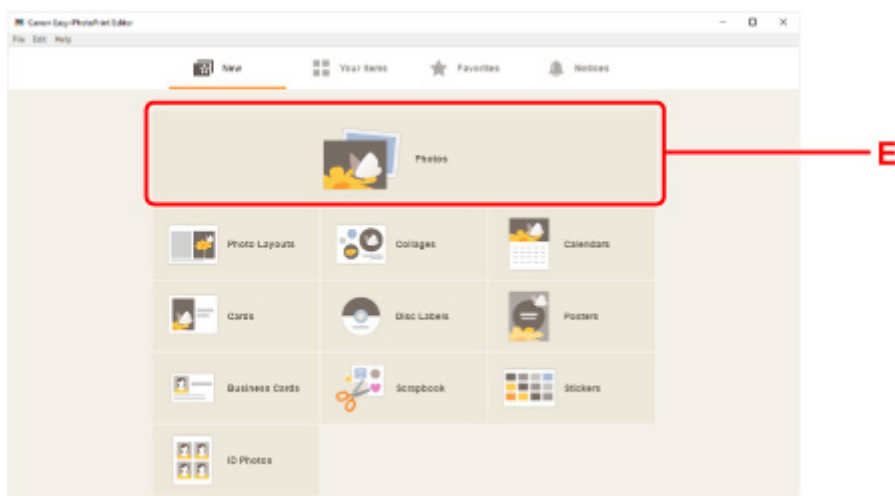 Canon Easy-PhotoPrint Editor
File Edit Help
New Your Items Favorites Notices
Photos
E
Photo Layouts Collages Calendars
Cards Disc Labels Posters
Business Cards Scrapbook Stickers
ID Photos